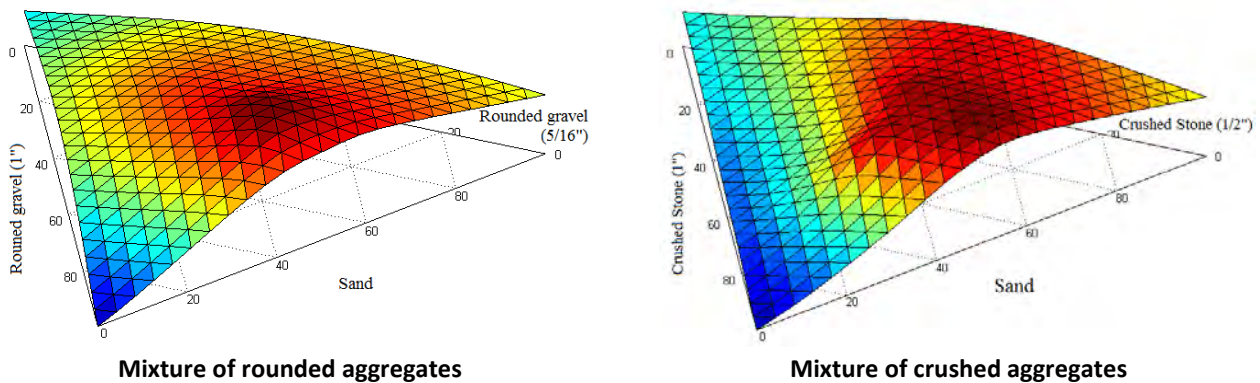 0
20
40
60
80
Rouned gravel (1")
0
20
40
60
80
0
Sand
Rounded gravel
(5/16")
Mixture of rounded aggregates
0
20
40
60
80
Crushed Stone (1")
0
20
40
60
80
0
Sand
Crushed Stone (1/2")
Mixture of crushed aggregates